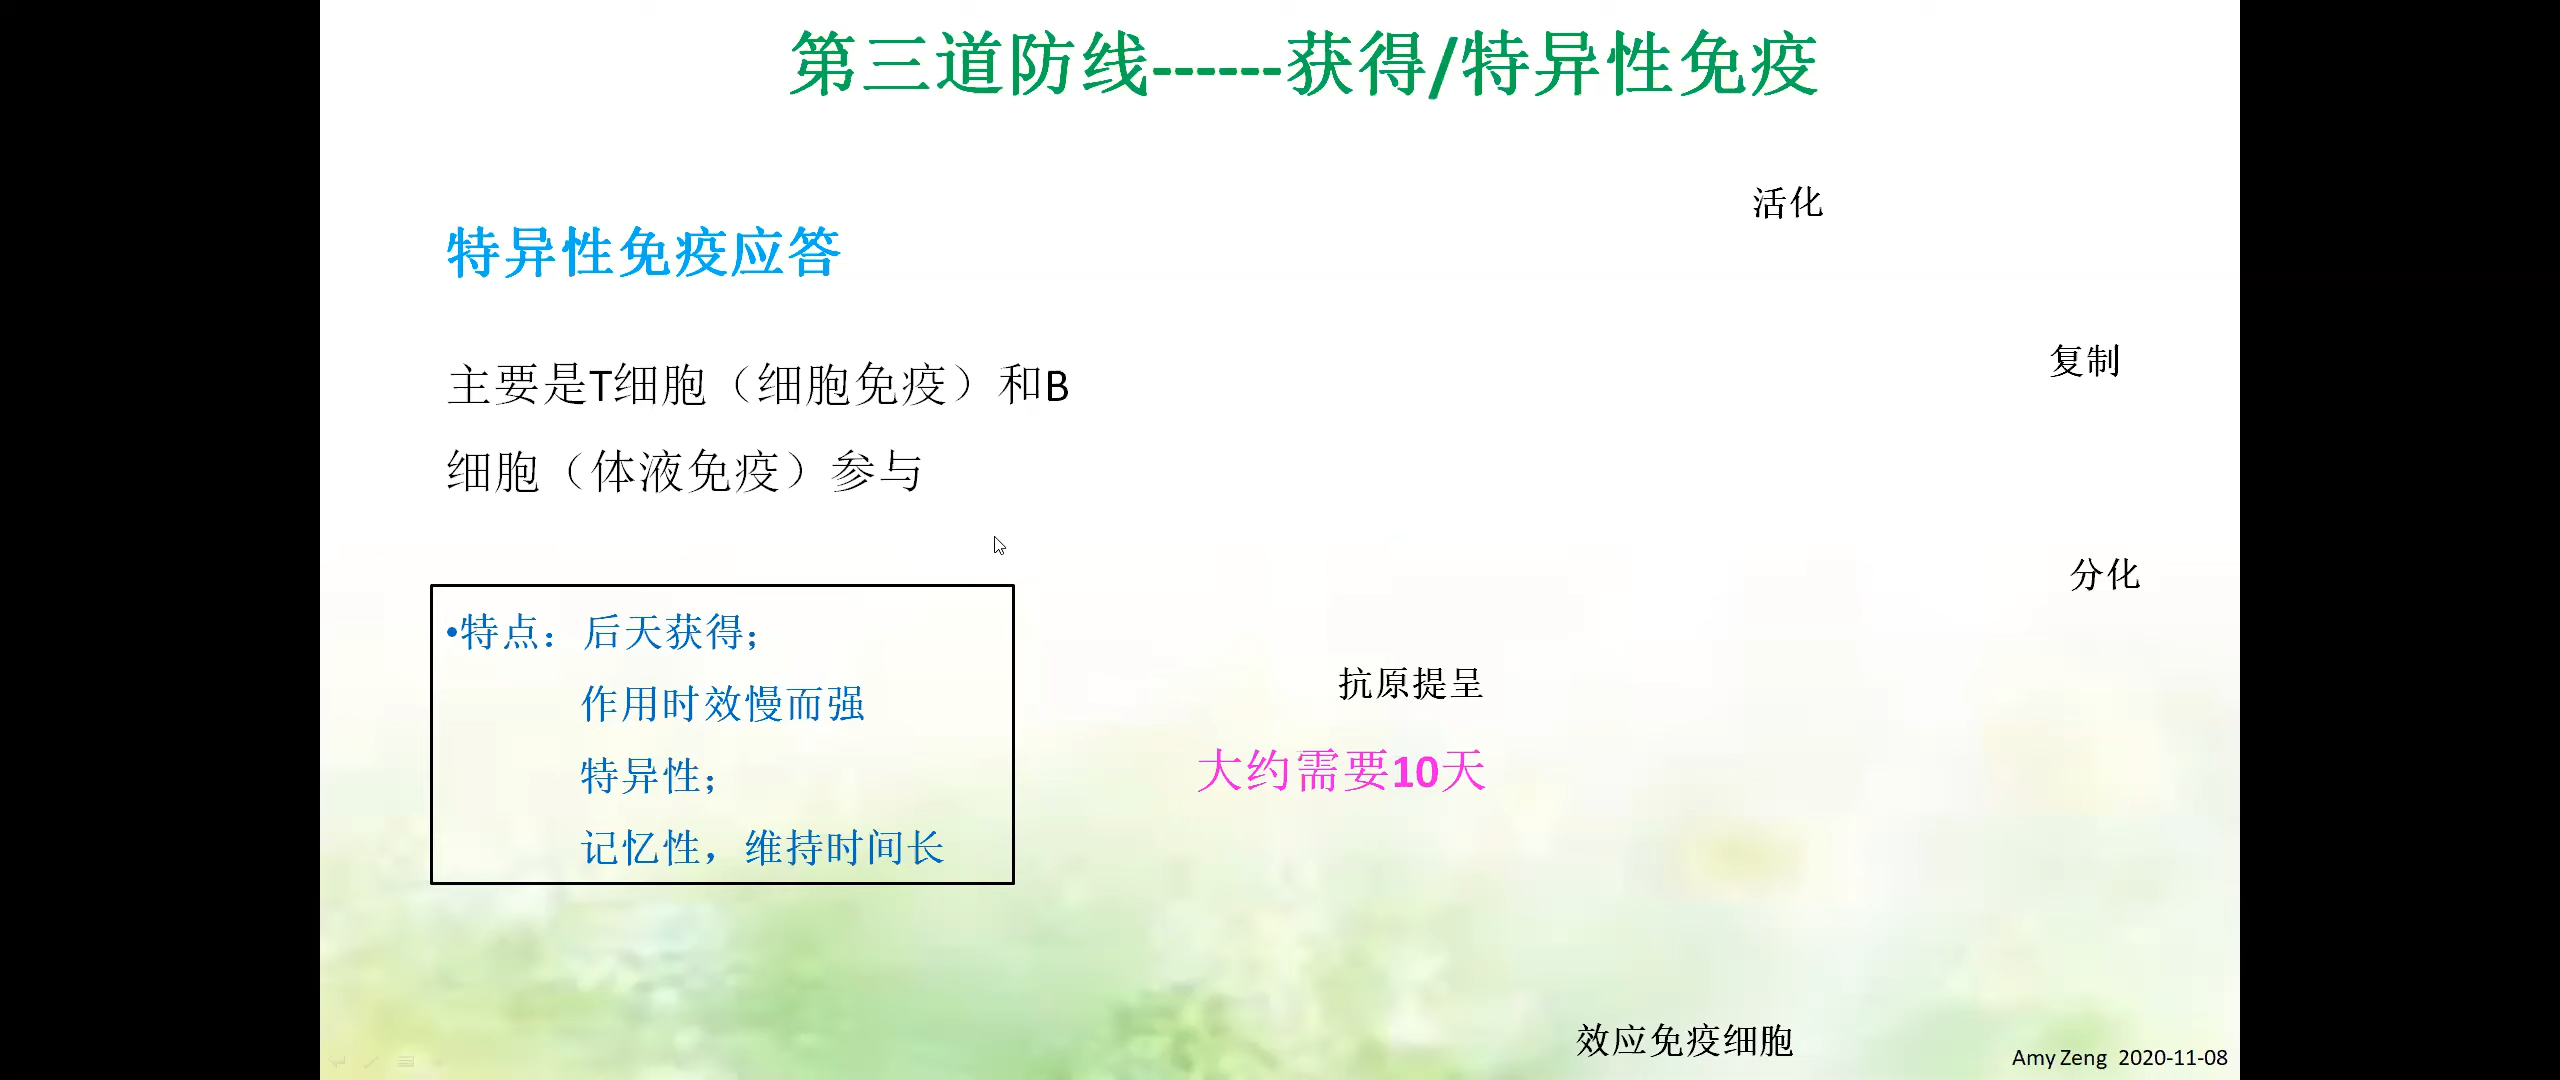 第三道防线------获得/特异性免疫
特异性免疫应答
主要是T细胞（细胞免疫）和B
细胞（体液免疫）参与
•特点：后天获得；
作用时效慢而强
特异性；
记忆性，维持时间长
活化
复制
分化
抗原提呈
大约需要10天
效应免疫细胞
Amy Zeng 2020-11-08